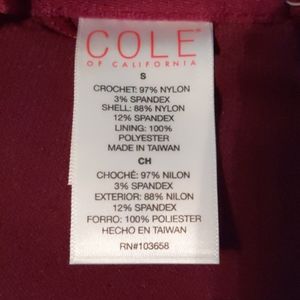 COLE
OF CALIFORNIA
S
CROCHET: 97% NYLON
3% SPANDEX
SHELL: 88% NYLON
12% SPANDEX
LINING: 100%
POLYESTER
MADE IN TAIWAN
CH
CHOCHÉ: 97% NILON
3% SPANDEX
EXTERIOR: 88% NILON
12% SPANDEX
FORRO: 100% POLIESTER
HECHO EN TAIWAN
RN#103658